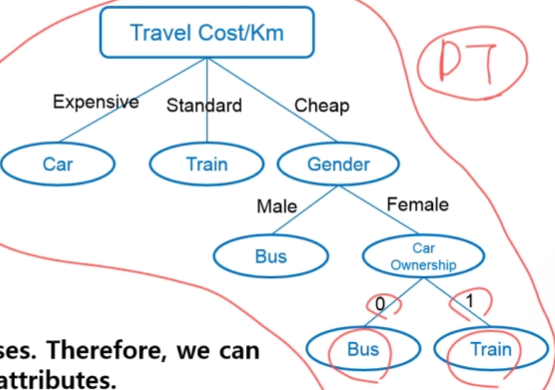 Travel Cost/Km
DT
Expensive Standard Cheap
Car Train Gender
Male Female
Bus Car
Ownership
0 1
ses. Therefore, we can
Bus Train
attributes.